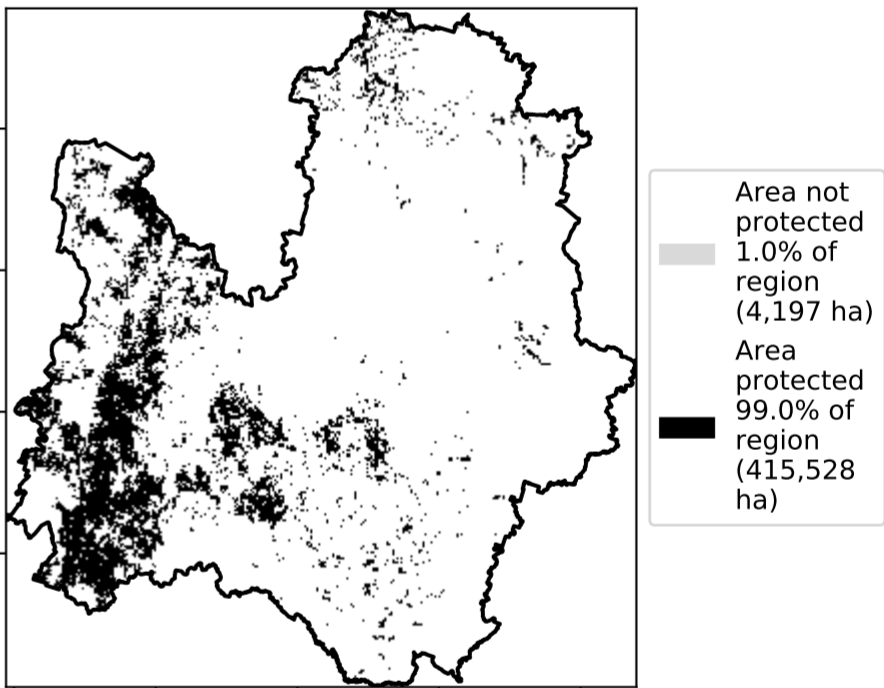 Area not
protected
1.0% of
region
(4,197 ha)
Area
protected
99.0% of
region
(415,528
ha)